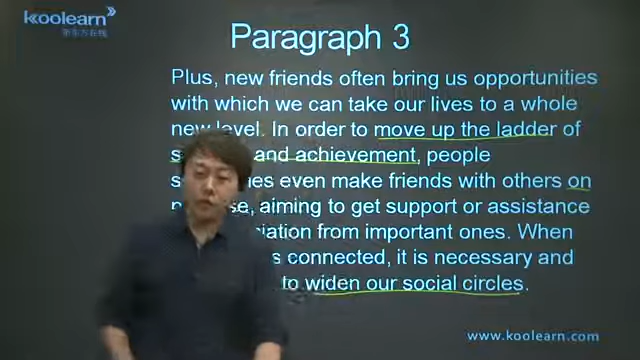 koolearn
新东方在线
Paragraph 3
Plus, new friends often bring us opportunities
with which we can take our lives to a whole
new level. In order to move up the ladder of
and achievement, people
even make friends with others on
aiming to get support or assistance
from important ones. When
connected, it is necessary and
to widen our social circles.
www.koolearn.com